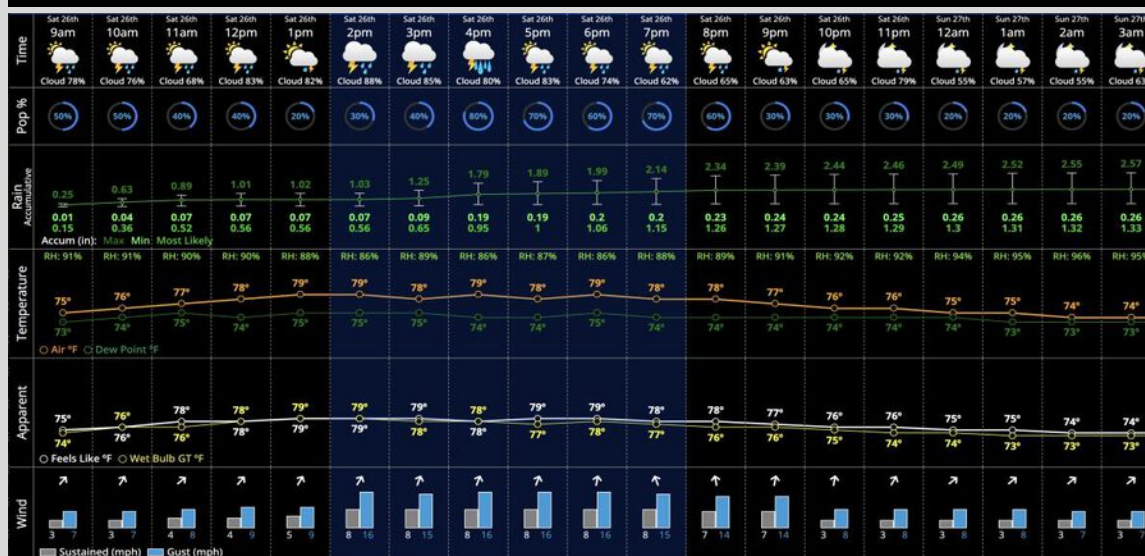 Time
Sat 26th Sat 26th Sat 26th Sat 26th Sat 26th Sat 26th Sat 26th Sat 26th Sat 26th Sat 26th Sat 26th Sat 26th Sat 26th Sat 26th Sat 26th Sun 27th Sun 27th Sun 27th Sun 27th
9am 10am 11am 12pm 1pm 2pm 3pm 4pm 5pm 6pm 7pm 8pm 9pm 10pm 11pm 12am 1am 2am 3am
Cloud 78% Cloud 76% Cloud 68% Cloud 83% Cloud 82% Cloud 88% Cloud 85% Cloud 80% Cloud 83% Cloud 74% Cloud 62% Cloud 65% Cloud 63% Cloud 65% Cloud 79% Cloud 55% Cloud 57% Cloud 55% Cloud 63
Pop %
50% 50% 40% 40% 20% 30% 40% 80% 70% 60% 70% 60% 30% 30% 30% 20% 20% 20% 20%
Rain
Accumulative
0.25 0.63 0.89 1.01 1.02 1.03 1.25 1.79 1.89 1.99 2.14 2.34 2.39 2.44 2.46 2.49 2.52 2.55 2.57
0.01 0.04 0.07 0.07 0.07 0.07 0.09 0.19 0.19 0.2 0.2 0.23 0.24 0.24 0.25 0.26 0.26 0.26 0.26
0.15 0.36 0.52 0.56 0.56 0.56 0.65 0.95 1 1.06 1.15 1.26 1.27 1.28 1.29 1.3 1.31 1.32 1.33
Accum (in): Max Min Most Likely
Temperature
RH: 91% RH: 91% RH: 90% RH: 90% RH: 88% RH: 86% RH: 89% RH: 86% RH: 87% RH: 86% RH: 88% RH: 89% RH: 91% RH: 92% RH: 92% RH: 94% RH: 95% RH: 96% RH: 95%
75° 76° 77° 78° 79° 79° 78° 79° 78° 79° 78° 78° 77° 76° 76° 75° 75° 74° 74°
73° 74° 75° 74° 75° 75° 75° 74° 74° 75° 74° 74° 74° 74° 74° 74° 73° 73° 73°
Air °F Dew Point °F
Apparent
75° 76° 78° 78° 79° 79° 79° 78° 79° 79° 78° 78° 77° 76° 76° 75° 75° 74° 74°
74° 76° 76° 78° 79° 79° 78° 78° 77° 78° 77° 76° 76° 75° 74° 74° 73° 73° 73°
Feels Like °F Wet Bulb GT °F
Wind
3 7 3 7 4 8 4 9 5 9 8 16 8 15 8 16 8 16 8 16 8 15 7 14 7 14 3 8 3 8 3 8 3 7 3 7 3
Sustained (mph) Gust (mph)